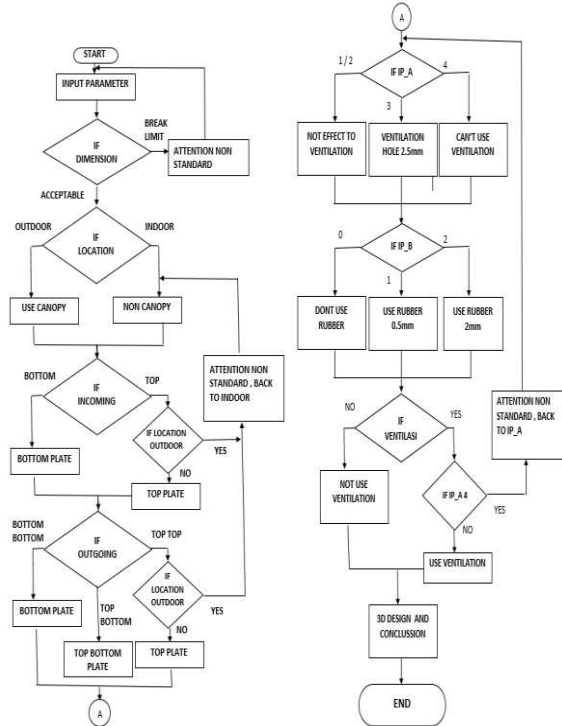 START
INPUT PARAMETER
IF
DIMENSION
BREAK
LIMIT
ATTENTION NON
STANDARD
ACCEPTABLE
OUTDOOR
INDOOR
IF
LOCATION
USE CANOPY
NON CANOPY
BOTTOM
TOP
IF
INCOMING
ATTENTION NON
STANDARD , BACK
TO INDOOR
IF LOCATION
OUTDOOR
YES
NO
BOTTOM PLATE
TOP PLATE
BOTTOM
BOTTOM
TOP TOP
IF
OUTGOING
IF
LOCATION
OUTDOOR
YES
NO
BOTTOM PLATE
TOP
BOTTOM
TOP BOTTOM
PLATE
TOP PLATE
A
A
1 / 2
4
IF IP_A
3
NOT EFFECT TO
VENTILATION
VENTILATION
HOLE 2.5mm
CAN'T USE
VENTILATION
0
2
IF IP_B
1
DONT USE
RUBBER
USE RUBBER
0.5mm
USE RUBBER
2mm
NO
YES
IF
VENTILASI
ATTENTION NON
STANDARD , BACK
TO IP_A
NOT USE
VENTILATION
IF IP_A 4
YES
NO
USE VENTILATION
3D DESIGN AND
CONCLUSSION
END